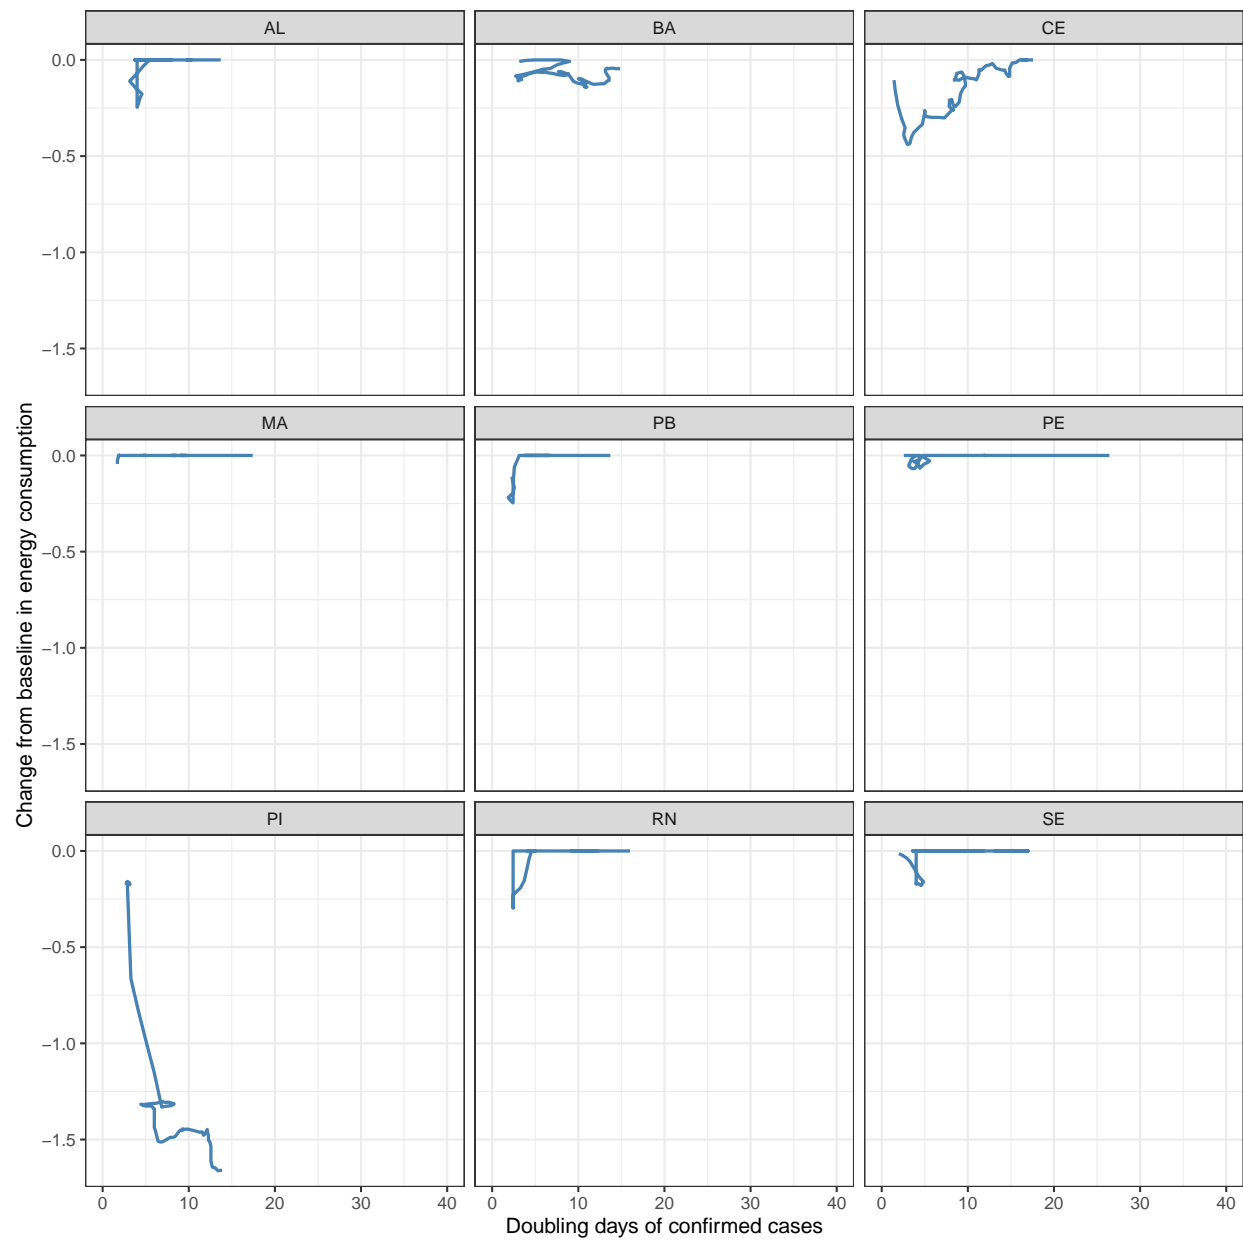 AL BA CE
0.0
−0.5
−1.0
−1.5
MA PB PE
0.0
−0.5
−1.0
−1.5
Change from baseline in energy consumption
PI RN SE
0.0
−0.5
−1.0
−1.5
0 10 20 30 40 0 10 20 30 40 0 10 20 30 40
Doubling days of confirmed cases